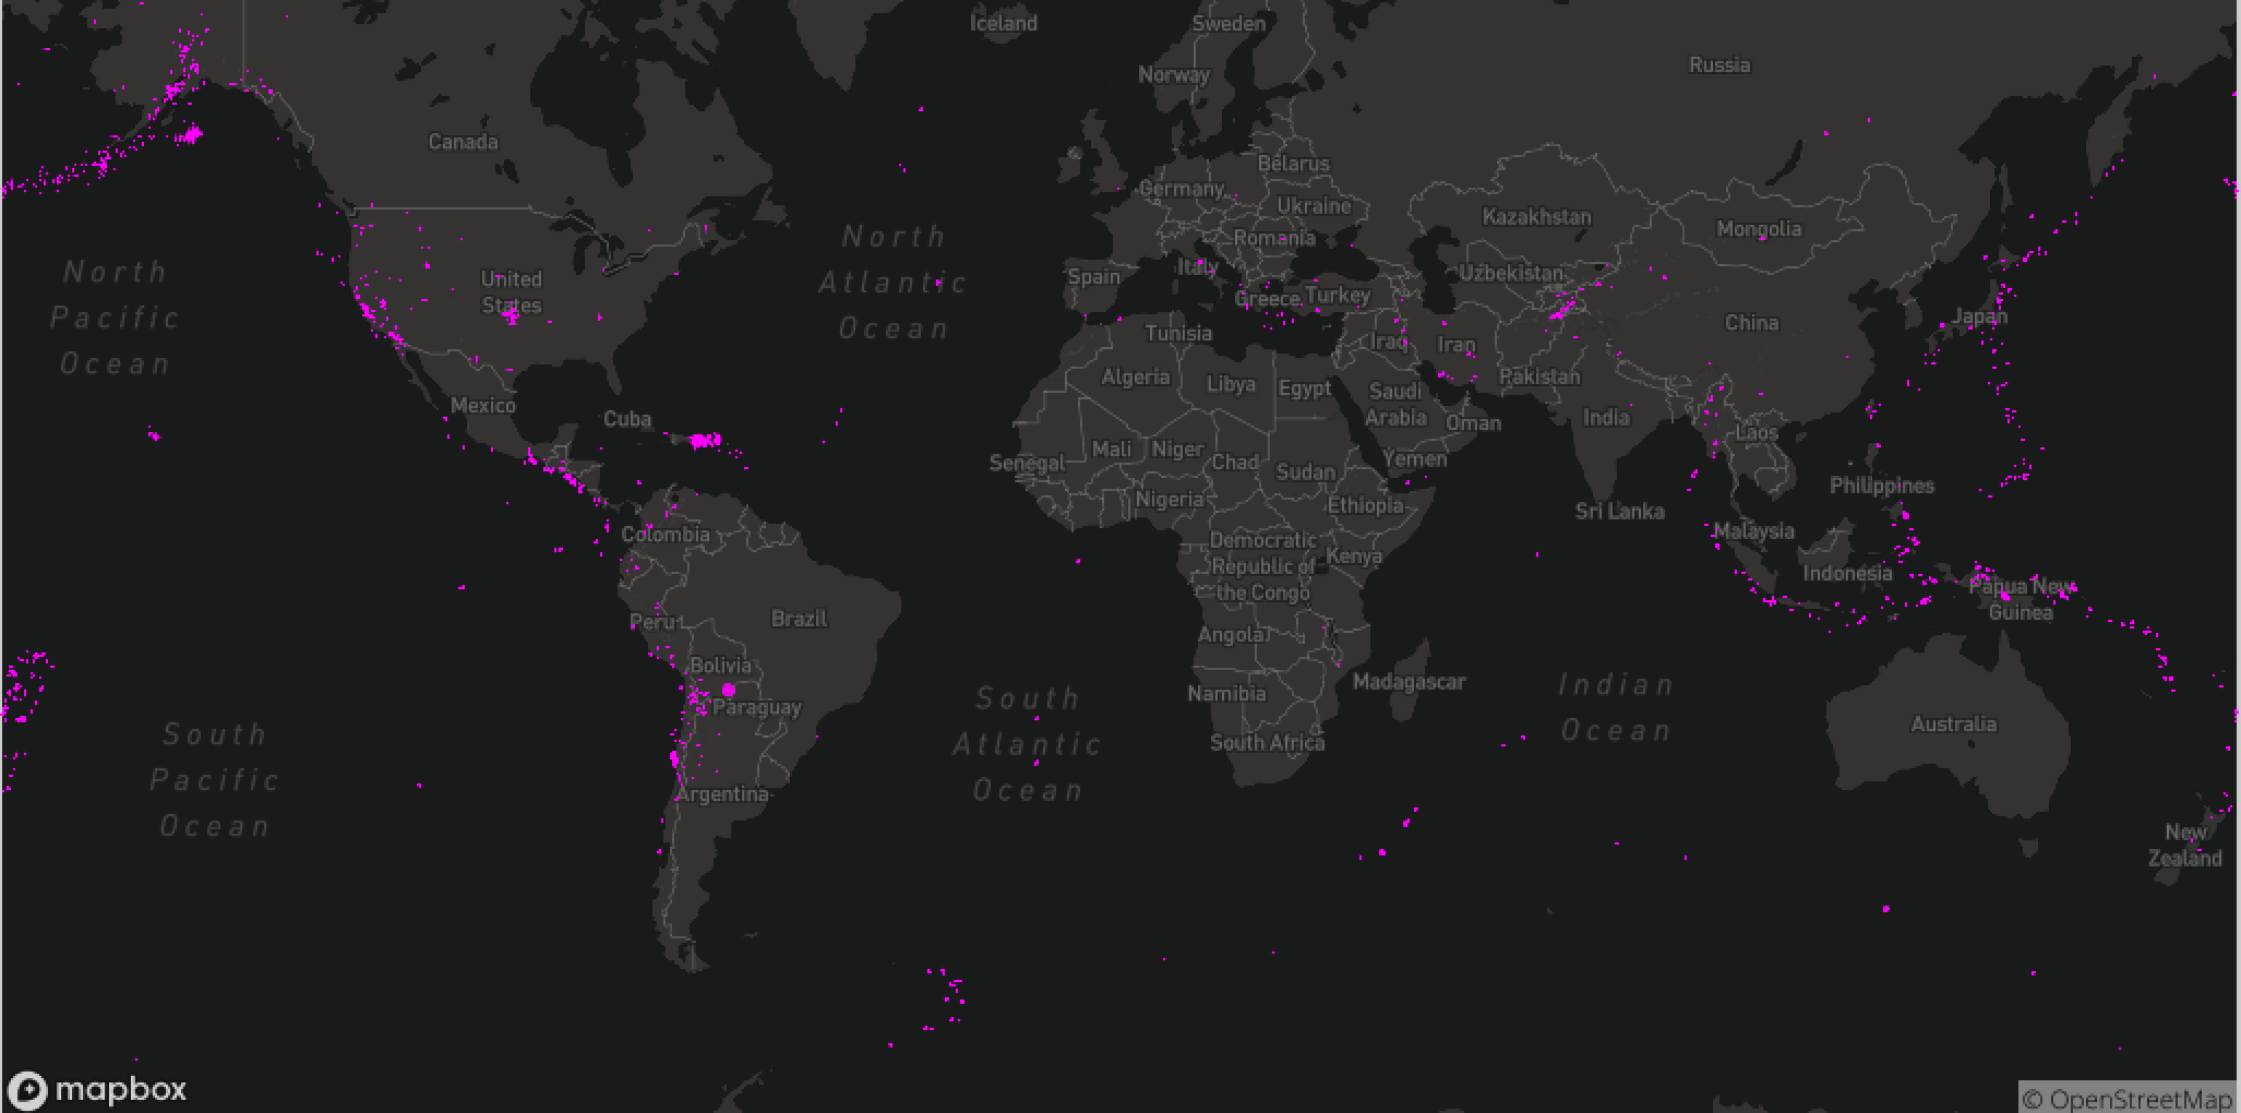 Iceland
Sweden
Norway
Russia
Canada
Belarus
Germany
Ukraine
Kazakhstan
Mongolia
Romania
North
Atlantic
Ocean
North
Pacific
Ocean
United
States
Spain
Italy
Uzbekistan
Greece
Turkey
Japan
China
Tunisia
Iraq
Iran
Algeria
Libya
Egypt
Saudi
Arabia
Pakistan
Mexico
Cuba
India
Oman
Laos
Mali
Niger
Chad
Senegal
Sudan
Yemen
Nigeria
Ethiopia
Philippines
Sri Lanka
Colombia
Malaysia
Democratic
Republic of
the Congo
Kenya
Indonesia
Papua New
Guinea
Peru
Brazil
Angola
Bolivia
Paraguay
Namibia
Madagascar
South
Atlantic
Ocean
Indian
Ocean
Australia
South
Pacific
Ocean
South Africa
Argentina
New
Zealand
mapbox
© OpenStreetMap